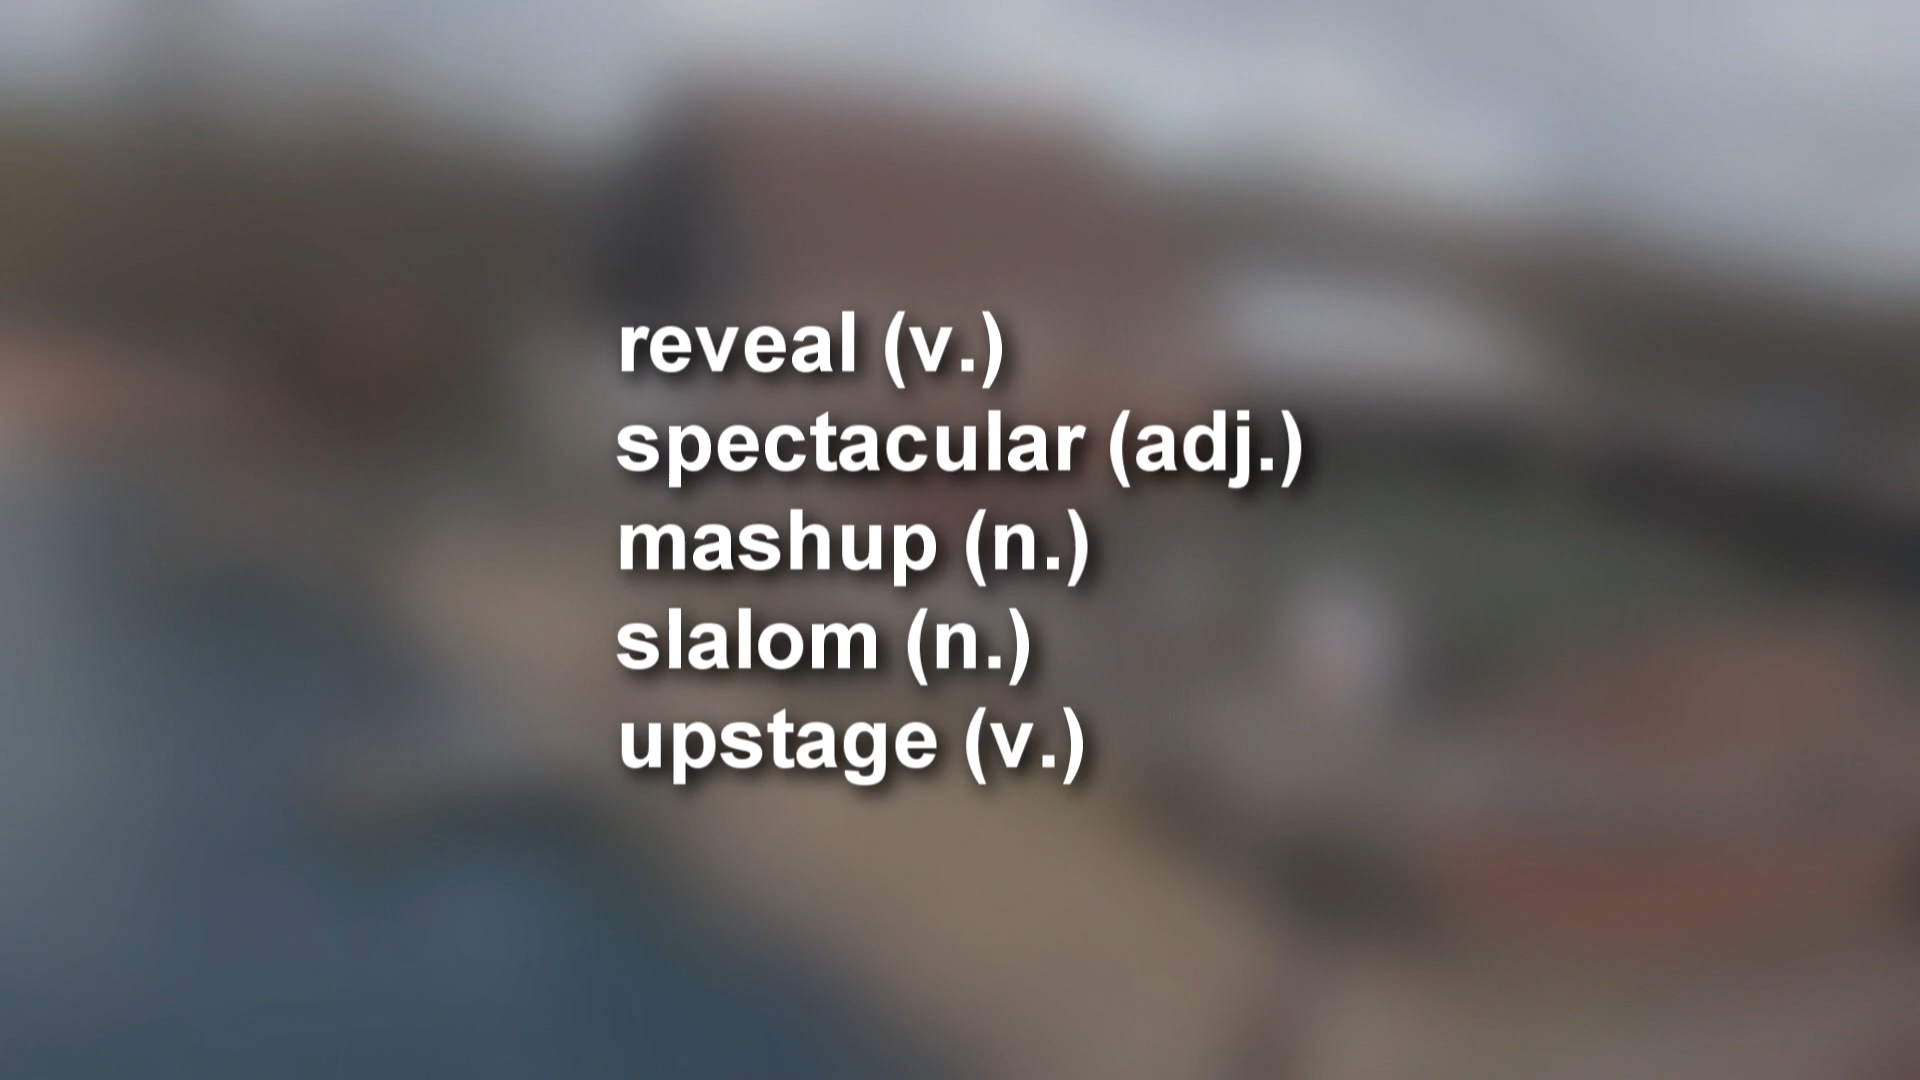 reveal (v.)
spectacular (adj.)
mashup (n.)
slalom (n.)
upstage (v.)